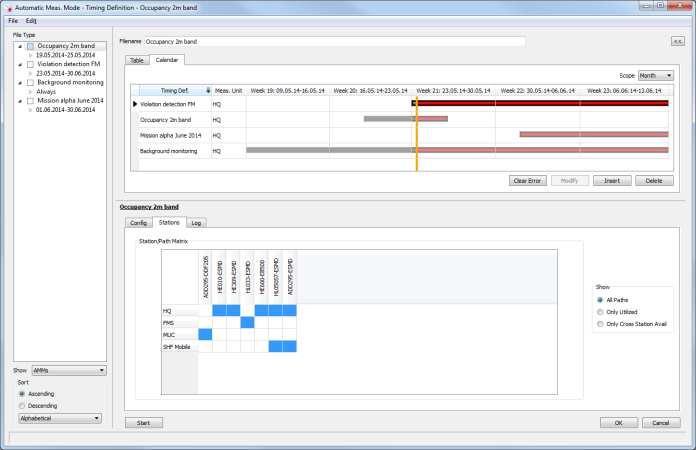 Automatic Meas. Mode - Timing Definition - Occupancy 2m band
File Edit
File Type
Occupancy 2m band
19.05.2014-25.05.2014
Violation detection FM
23.05.2014-30.06.2014
Background monitoring
Always
Mission alpha June 2014
01.06.2014-30.06.2014
Show AMMs
Sort
Ascending
Descending
Alphabetical
Filename Occupancy 2m band
<<
Table Calendar
Scope Month
Timing Def. Meas. Unit Week 19: 09.05.14-16.05.14 Week 20: 16.05.14-23.05.14 Week 21: 23.05.14-30.05.14 Week 22: 30.05.14-06.06.14 Week 23: 06.06.14-13.06.14
Violation detection FM HQ
Occupancy 2m band HQ
Mission alpha June 2014 HQ
Background monitoring HQ
Clear Error Modify Insert Delete
Occupancy 2m band
Config Stations Log
Station/Path Matrix
ADD295-DDF205
HE010-ESMD
HE309-ESMD
HL033-ESMD
HE600-EB500
HL050S7-ESMD
ADD295-ESMD
HQ
FMS
MUC
SHF Mobile
Show
All Paths
Only Utilized
Only Cross Station Avail
Start OK Cancel